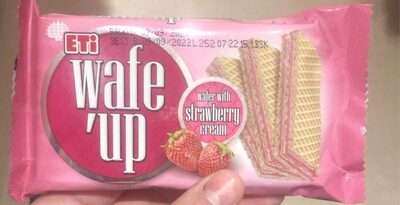 ETi
wafe
'up
wafer with
strawberry
cream